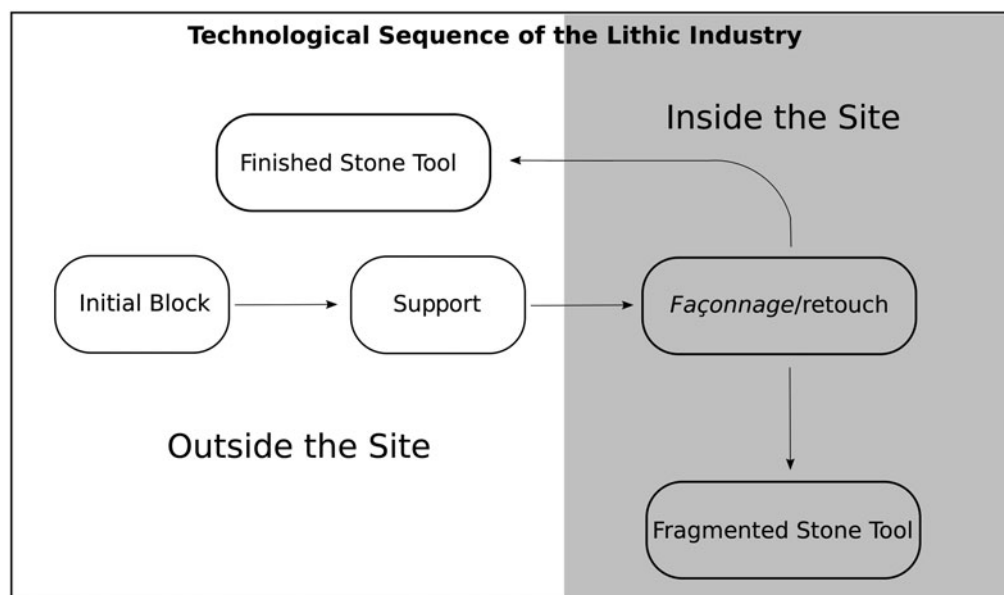 Technological Sequence of the Lithic Industry
Inside the Site
Finished Stone Tool
Initial Block
Support
Façonnage/retouch
Outside the Site
Fragmented Stone Tool